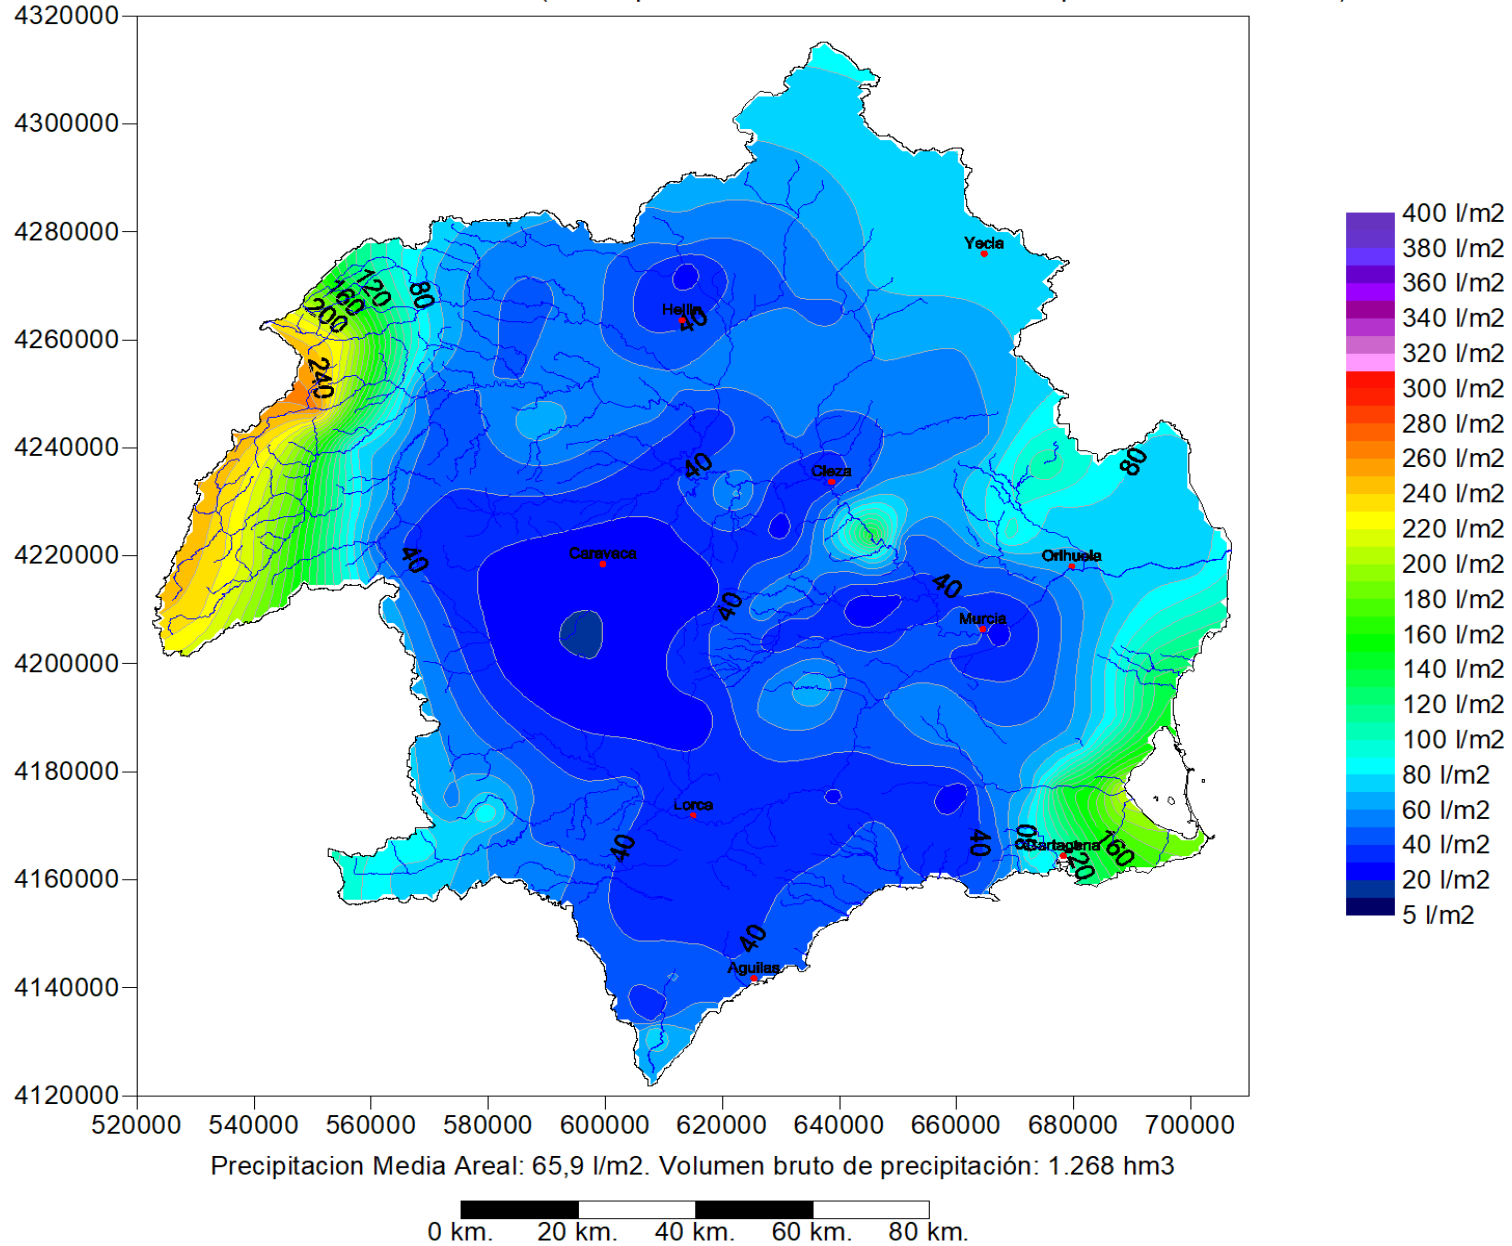 4320000
4300000
4280000
4260000
4240000
4220000
4200000
4180000
4160000
4140000
4120000
520000 540000 560000 580000 600000 620000 640000 660000 680000 700000
Yecla
Hellin
Cieza
Caravaca
Orihuela
Murcia
Lorca
Cartagena
Aguilas
120
160
200
240
80
40
40
80
40
40
40
40
40
80
120
160
40
400 l/m2
380 l/m2
360 l/m2
340 l/m2
320 l/m2
300 l/m2
280 l/m2
260 l/m2
240 l/m2
220 l/m2
200 l/m2
180 l/m2
160 l/m2
140 l/m2
120 l/m2
100 l/m2
80 l/m2
60 l/m2
40 l/m2
20 l/m2
5 l/m2
Precipitacion Media Areal: 65,9 l/m2. Volumen bruto de precipitación: 1.268 hm3
0 km. 20 km. 40 km. 60 km. 80 km.